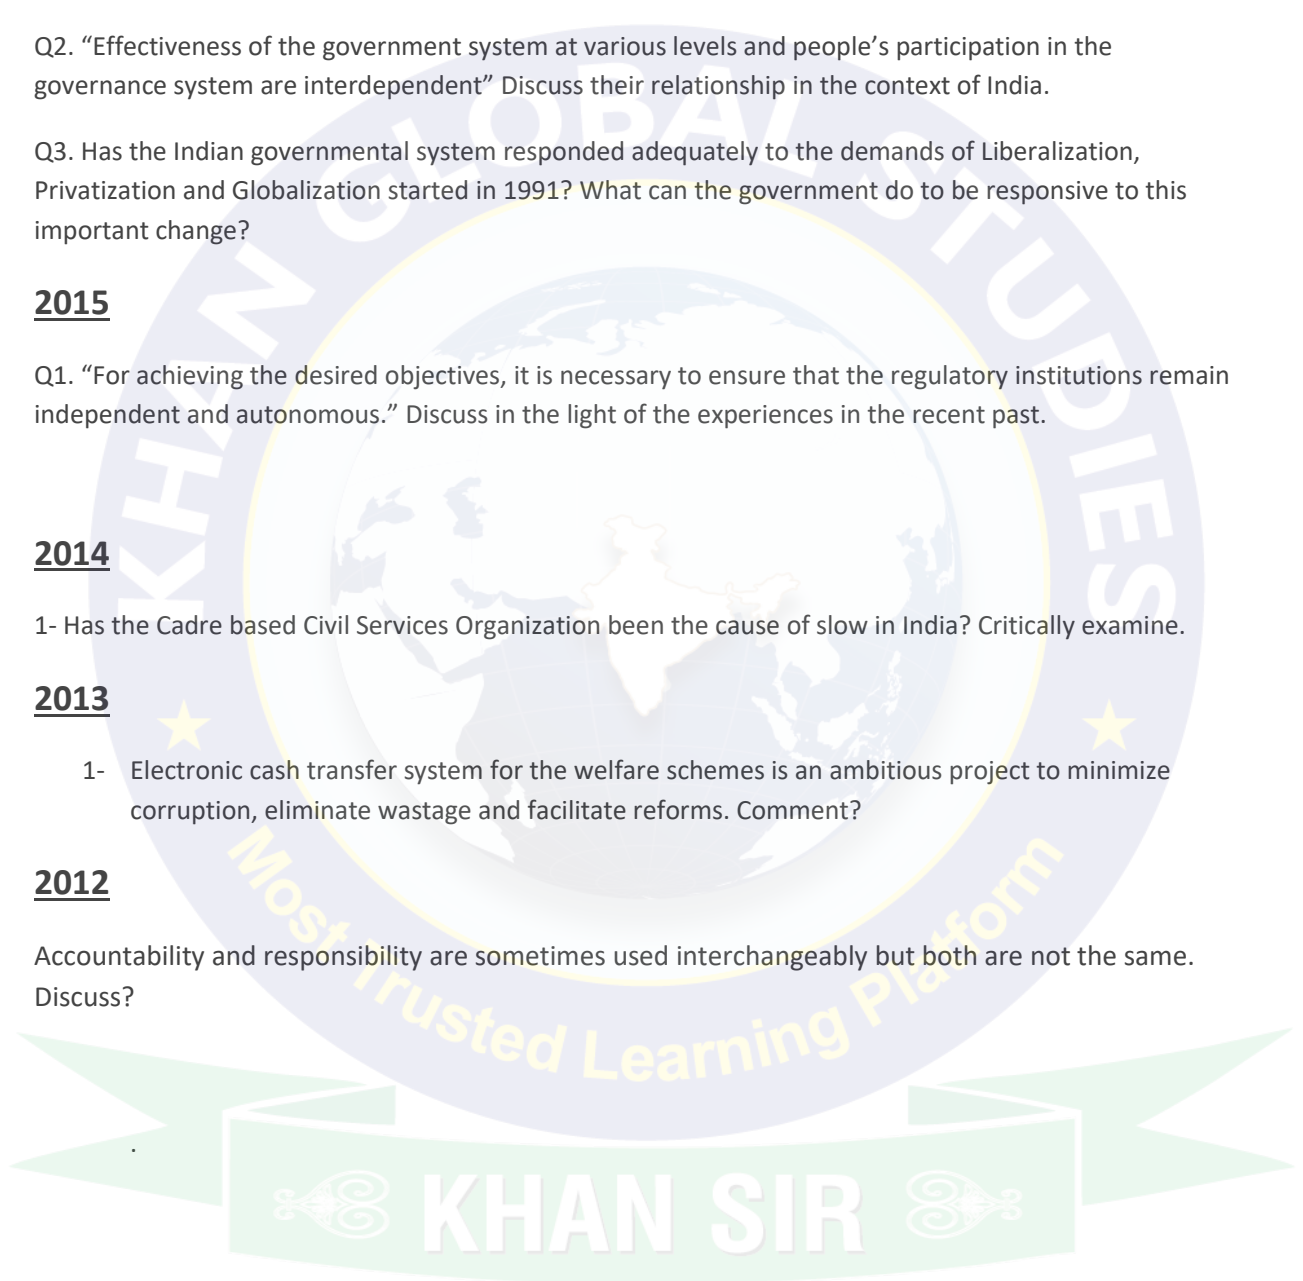 Q2. “Effectiveness of the government system at various levels and people’s participation in the
governance system are interdependent” Discuss their relationship in the context of India.
Q3. Has the Indian governmental system responded adequately to the demands of Liberalization,
Privatization and Globalization started in 1991? What can the government do to be responsive to this
important change?
2015
Q1. “For achieving the desired objectives, it is necessary to ensure that the regulatory institutions remain
independent and autonomous.” Discuss in the light of the experiences in the recent past.
2014
1- Has the Cadre based Civil Services Organization been the cause of slow in India? Critically examine.
2013
1- Electronic cash transfer system for the welfare schemes is an ambitious project to minimize
corruption, eliminate wastage and facilitate reforms. Comment?
2012
Accountability and responsibility are sometimes used interchangeably but both are not the same.
Discuss?
.
KHAN GLOBAL STUDIES
Most Trusted Learning Platform
KHAN SIR